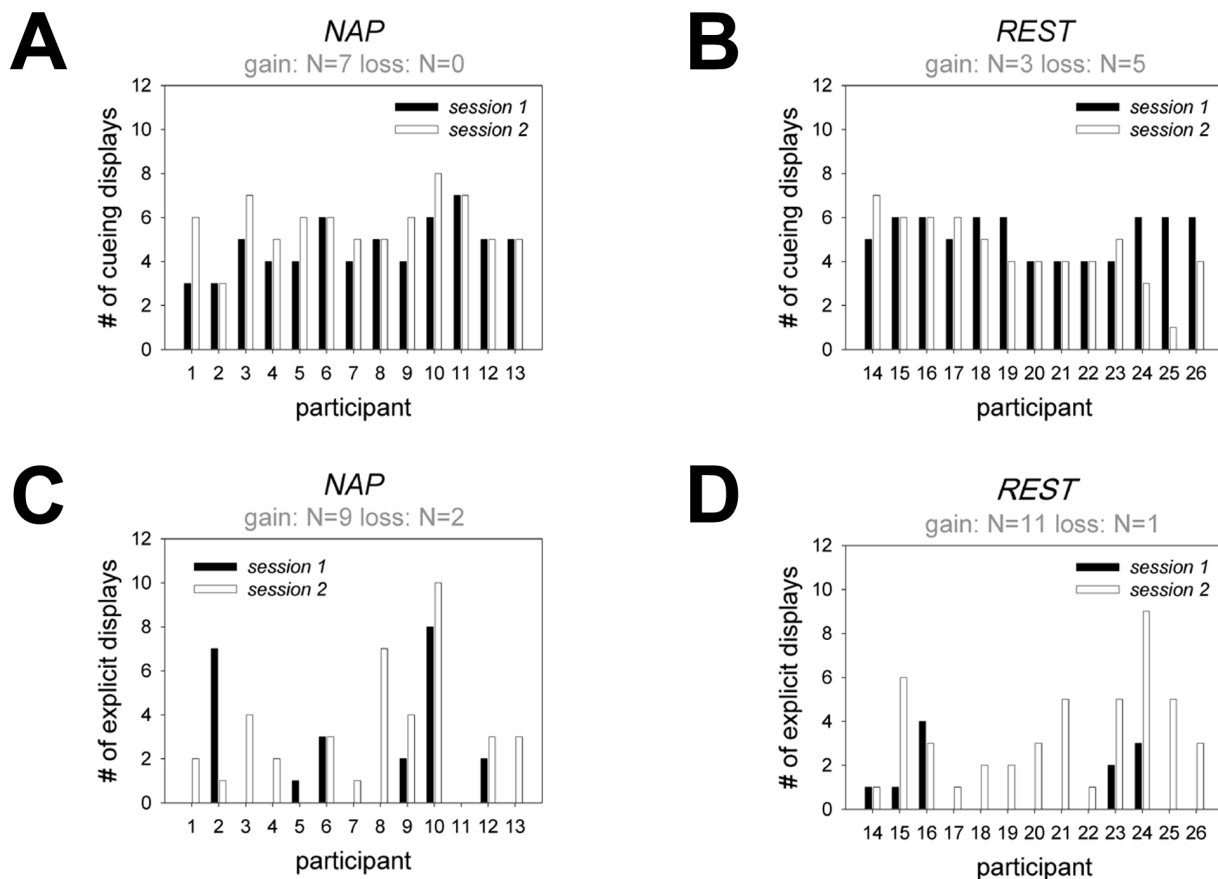 A
NAP
gain: N=7 loss: N=0
session 1
session 2
# of cueing displays
12
10
8
6
4
2
0
1 2 3 4 5 6 7 8 9 10 11 12 13
participant
B
REST
gain: N=3 loss: N=5
session 1
session 2
# of cueing displays
12
10
8
6
4
2
0
14 15 16 17 18 19 20 21 22 23 24 25 26
participant
C
NAP
gain: N=9 loss: N=2
session 1
session 2
# of explicit displays
12
10
8
6
4
2
0
1 2 3 4 5 6 7 8 9 10 11 12 13
participant
D
REST
gain: N=11 loss: N=1
session 1
session 2
# of explicit displays
12
10
8
6
4
2
0
14 15 16 17 18 19 20 21 22 23 24 25 26
participant